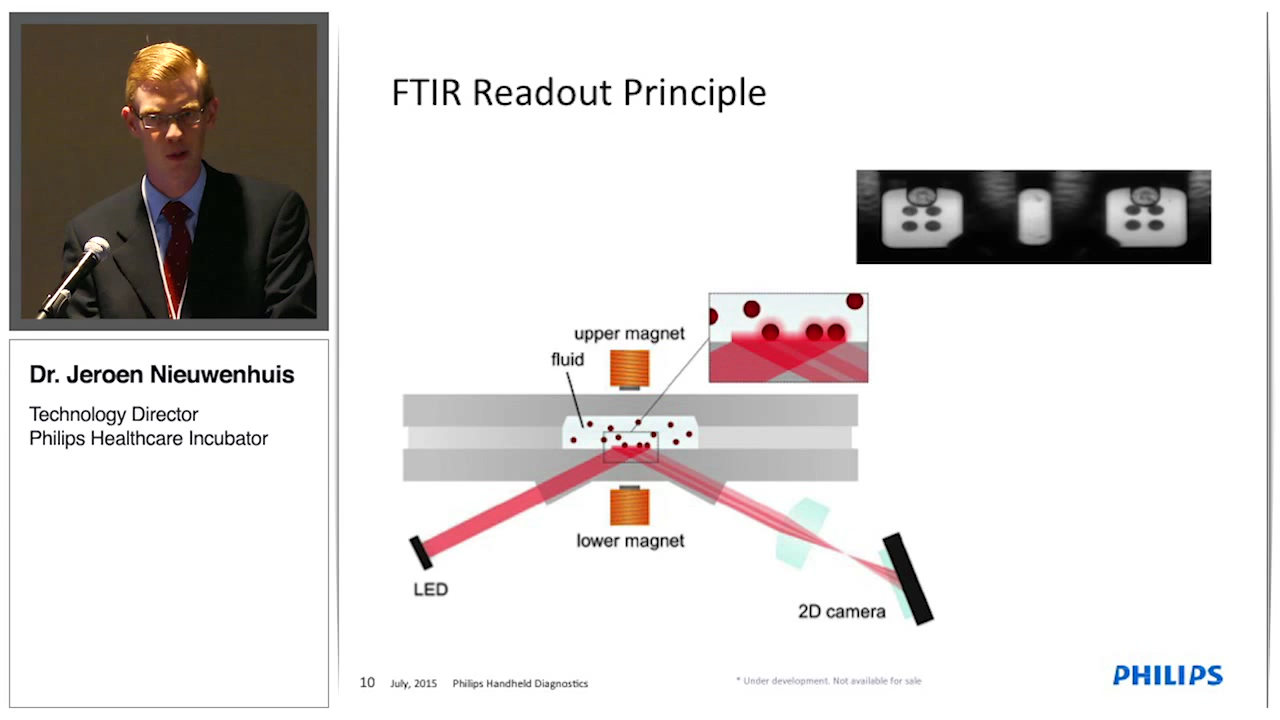 FTIR Readout Principle
upper magnet
fluid
lower magnet
LED
2D camera
Dr. Jeroen Nieuwenhuis
Technology Director
Philips Healthcare Incubator
10 July, 2015 Philips Handheld Diagnostics
* Under development. Not available for sale
PHILIPS